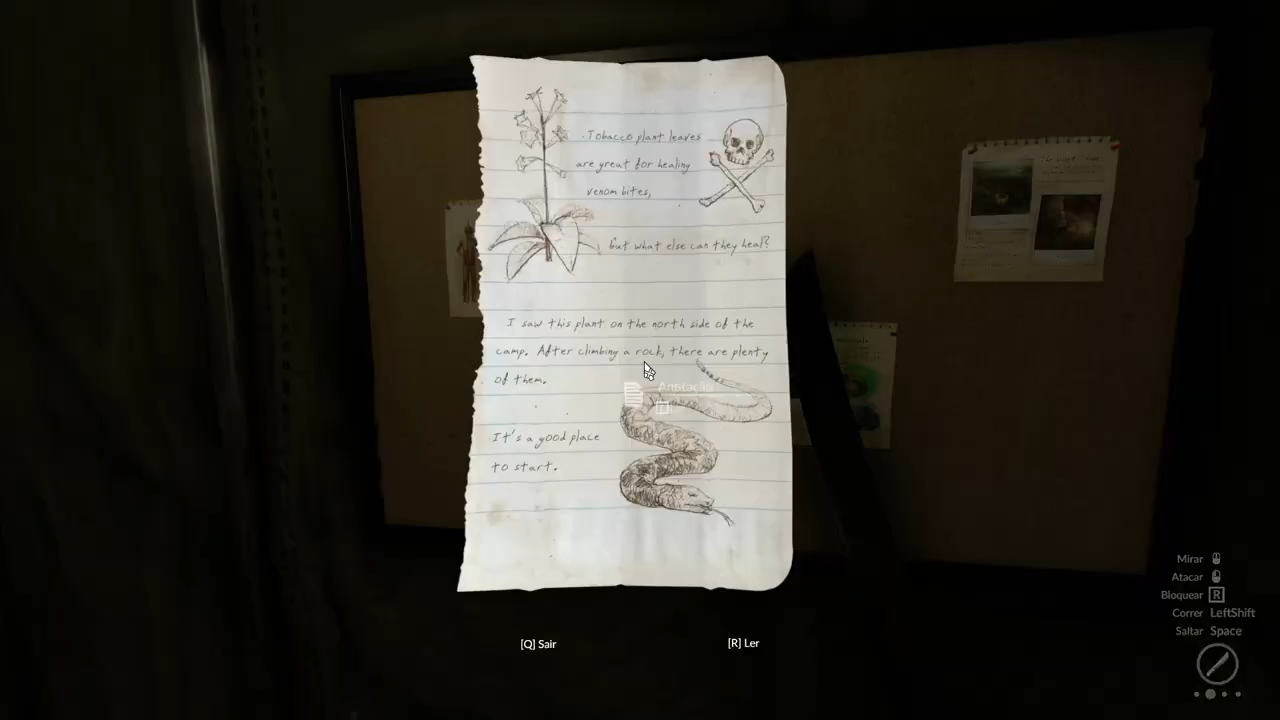 . Tobacco plant leaves
are great for healing
venom bites,
but what else can they heal?
I saw this plant on the north side of the
camp. After climbing a rock, there are plenty
of them.
Anotação
It's a good place
to start.
[Q] Sair
[R] Ler
Mirar
Atacar
Bloquear R
Correr LeftShift
Saltar Space